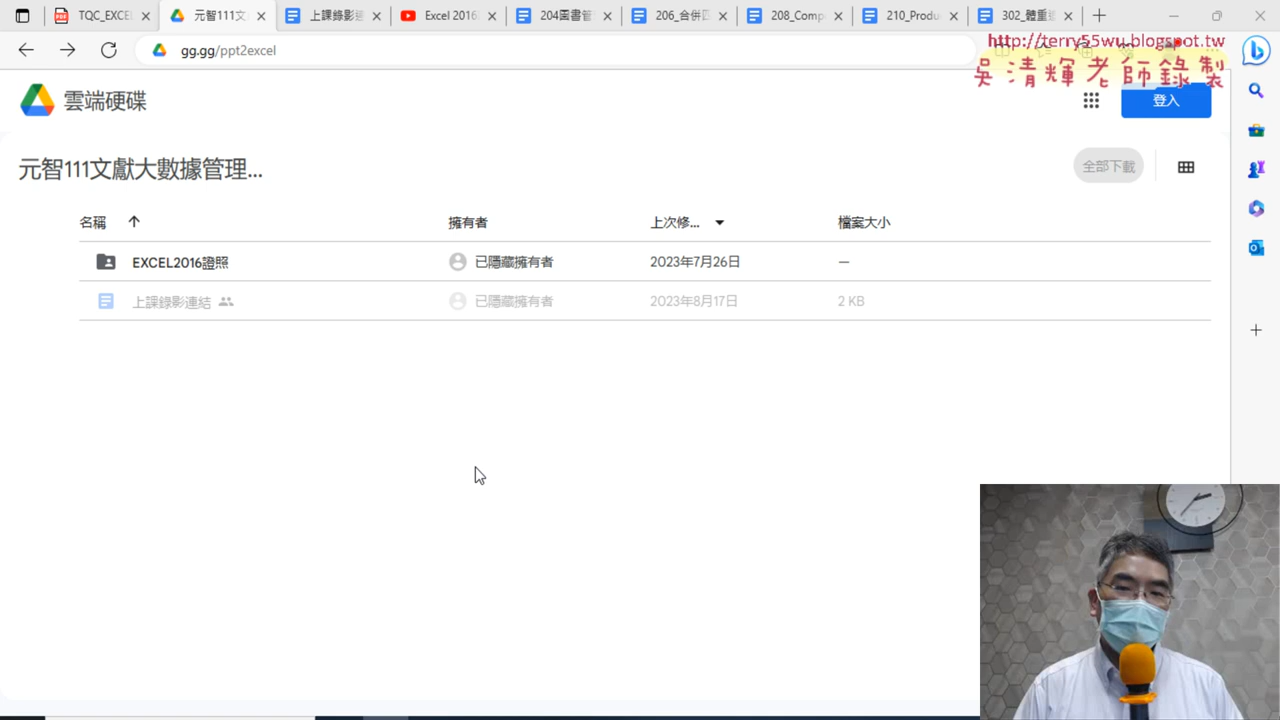 TQC_EXCE
元智111文
上課錄影連
Excel 2016
204圖書管
206_合併四
208_Comp
210_Produ
302_體重
gg.gg/ppt2excel
http://terry55wu.blogspot.tw
吳清輝老師錄製
雲端硬碟
登入
元智111文獻大數據管理...
全部下載
名稱 擁有者 上次修... 檔案大小
EXCEL2016證照 已隱藏擁有者 2023年7月26日 —
上課錄影連結 已隱藏擁有者 2023年8月17日 2 KB